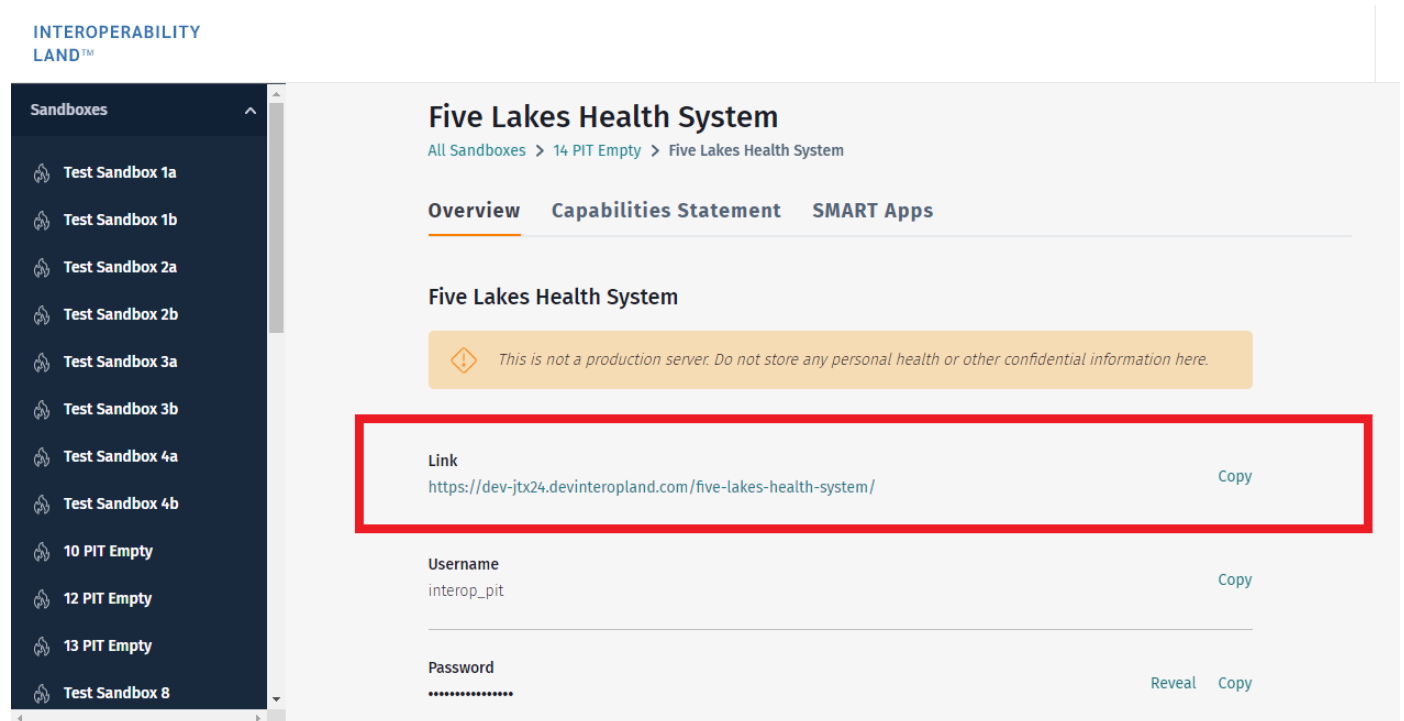 INTEROPERABILITY
LAND™
Sandboxes
Test Sandbox 1a
Test Sandbox 1b
Test Sandbox 2a
Test Sandbox 2b
Test Sandbox 3a
Test Sandbox 3b
Test Sandbox 4a
Test Sandbox 4b
10 PIT Empty
12 PIT Empty
13 PIT Empty
Test Sandbox 8
Five Lakes Health System
All Sandboxes > 14 PIT Empty > Five Lakes Health System
Overview Capabilities Statement SMART Apps
Five Lakes Health System
This is not a production server. Do not store any personal health or other confidential information here.
Link
https://dev-jtx24.devinteropland.com/five-lakes-health-system/
Copy
Username
interop_pit
Copy
Password
••••••••••••••••
Reveal Copy